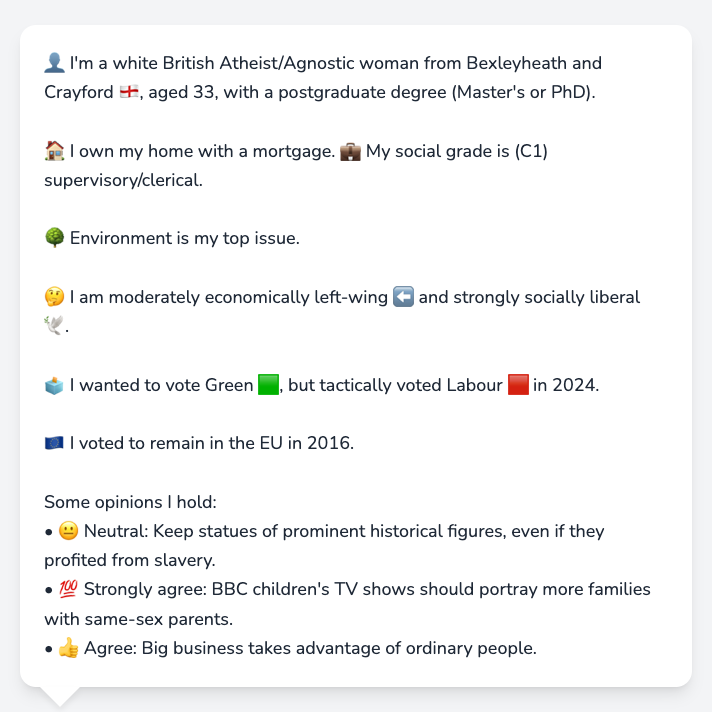 👤 I'm a white British Atheist/Agnostic woman from Bexleyheath and
Crayford 🏴󠁧󠁢󠁥󠁮󠁧󠁿, aged 33, with a postgraduate degree (Master's or PhD).
🏠 I own my home with a mortgage. 💼 My social grade is (C1)
supervisory/clerical.
🌳 Environment is my top issue.
🤔 I am moderately economically left-wing ⬅️ and strongly socially liberal
🕊️.
🗳️ I wanted to vote Green 🟩, but tactically voted Labour 🟥 in 2024.
🇪🇺 I voted to remain in the EU in 2016.
Some opinions I hold:
• 😐 Neutral: Keep statues of prominent historical figures, even if they
profited from slavery.
• 💯 Strongly agree: BBC children's TV shows should portray more families
with same-sex parents.
• 👍 Agree: Big business takes advantage of ordinary people.